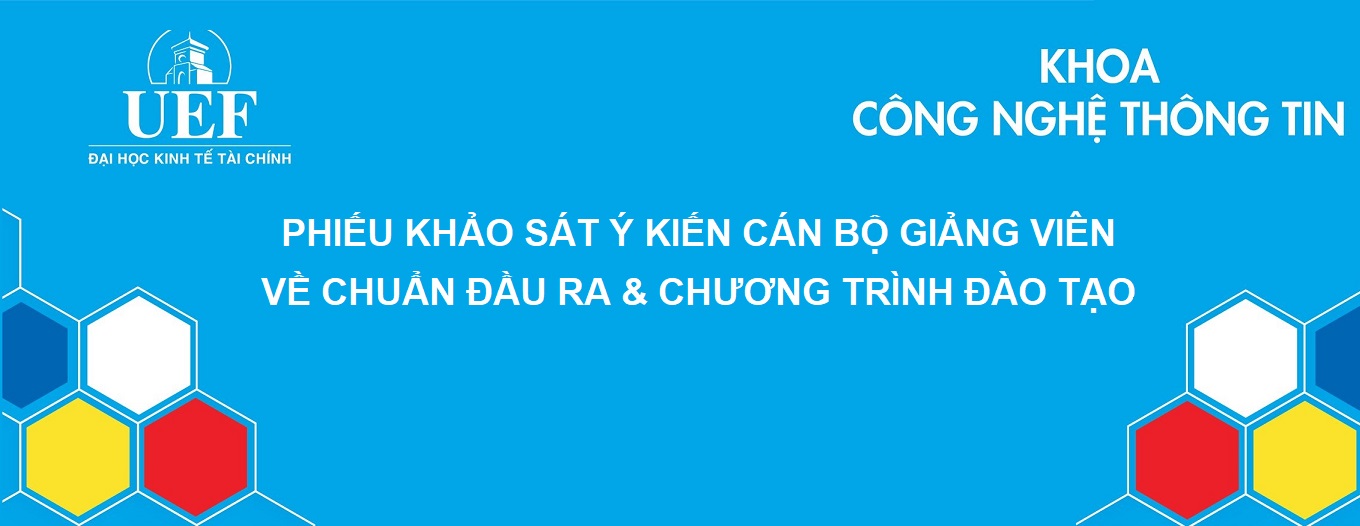 UEF
ĐẠI HỌC KINH TẾ TÀI CHÍNH
KHOA
CÔNG NGHỆ THÔNG TIN
PHIẾU KHẢO SÁT Ý KIẾN CÁN BỘ GIẢNG VIÊN
VỀ CHUẨN ĐẦU RA & CHƯƠNG TRÌNH ĐÀO TẠO